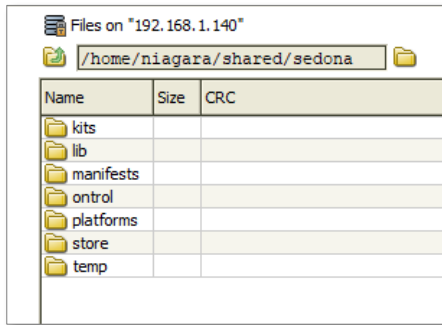 Files on "192.168.1.140"
/home/niagara/shared/sedona
Name Size CRC
kits
lib
manifests
ontrol
platforms
store
temp